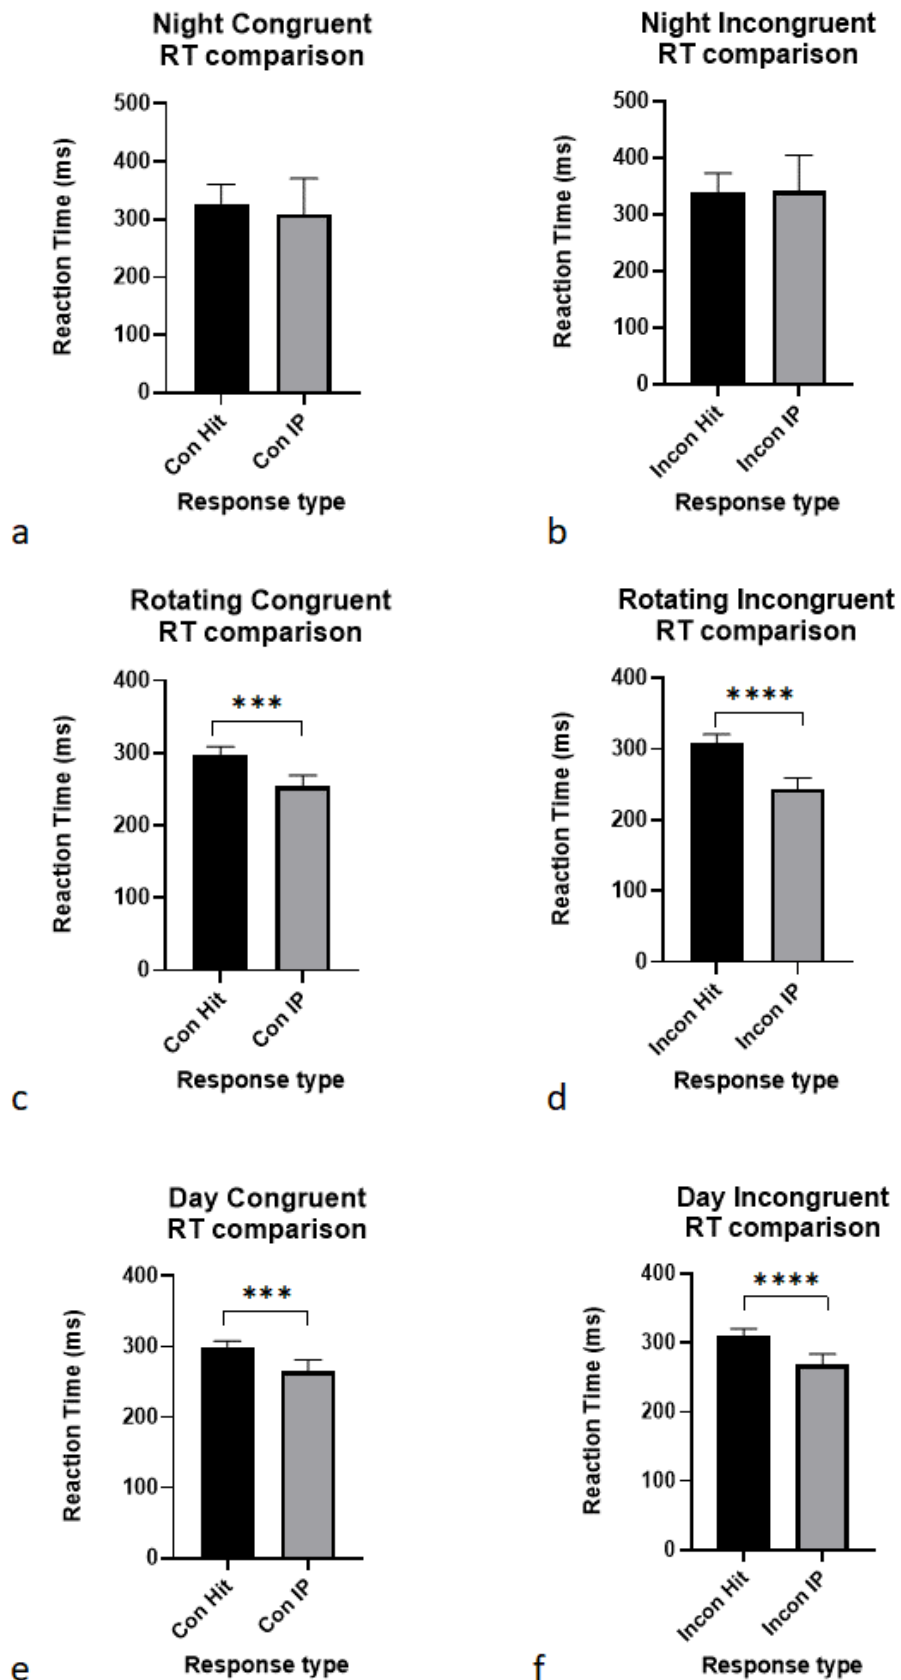 Night Congruent
RT comparison
500
400
300
200
100
0
Reaction Time (ms)
Con Hit
Con IP
Response type
a
Night Incongruent
RT comparison
500
400
300
200
100
0
Reaction Time (ms)
Incon Hit
Incon IP
Response type
b
Rotating Congruent
RT comparison
400
300
200
100
0
Reaction Time (ms)
***
Con Hit
Con IP
Response type
c
Rotating Incongruent
RT comparison
400
300
200
100
0
Reaction Time (ms)
****
Incon Hit
Incon IP
Response type
d
Day Congruent
RT comparison
400
300
200
100
0
Reaction Time (ms)
***
Con Hit
Con IP
Response type
e
Day Incongruent
RT comparison
400
300
200
100
0
Reaction Time (ms)
****
Incon Hit
Incon IP
Response type
f